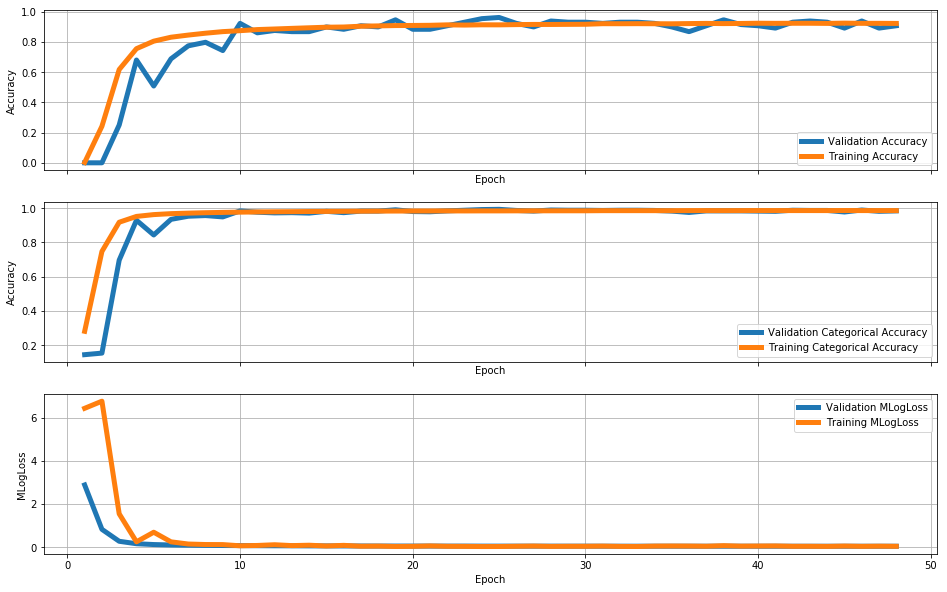 1.0
0.8
0.6
0.4
0.2
0.0
Accuracy
Validation Accuracy
Training Accuracy
Epoch
1.0
0.8
0.6
0.4
0.2
Accuracy
Validation Categorical Accuracy
Training Categorical Accuracy
Epoch
6
4
2
0
MLogLoss
Validation MLogLoss
Training MLogLoss
0 10 20 30 40 50
Epoch